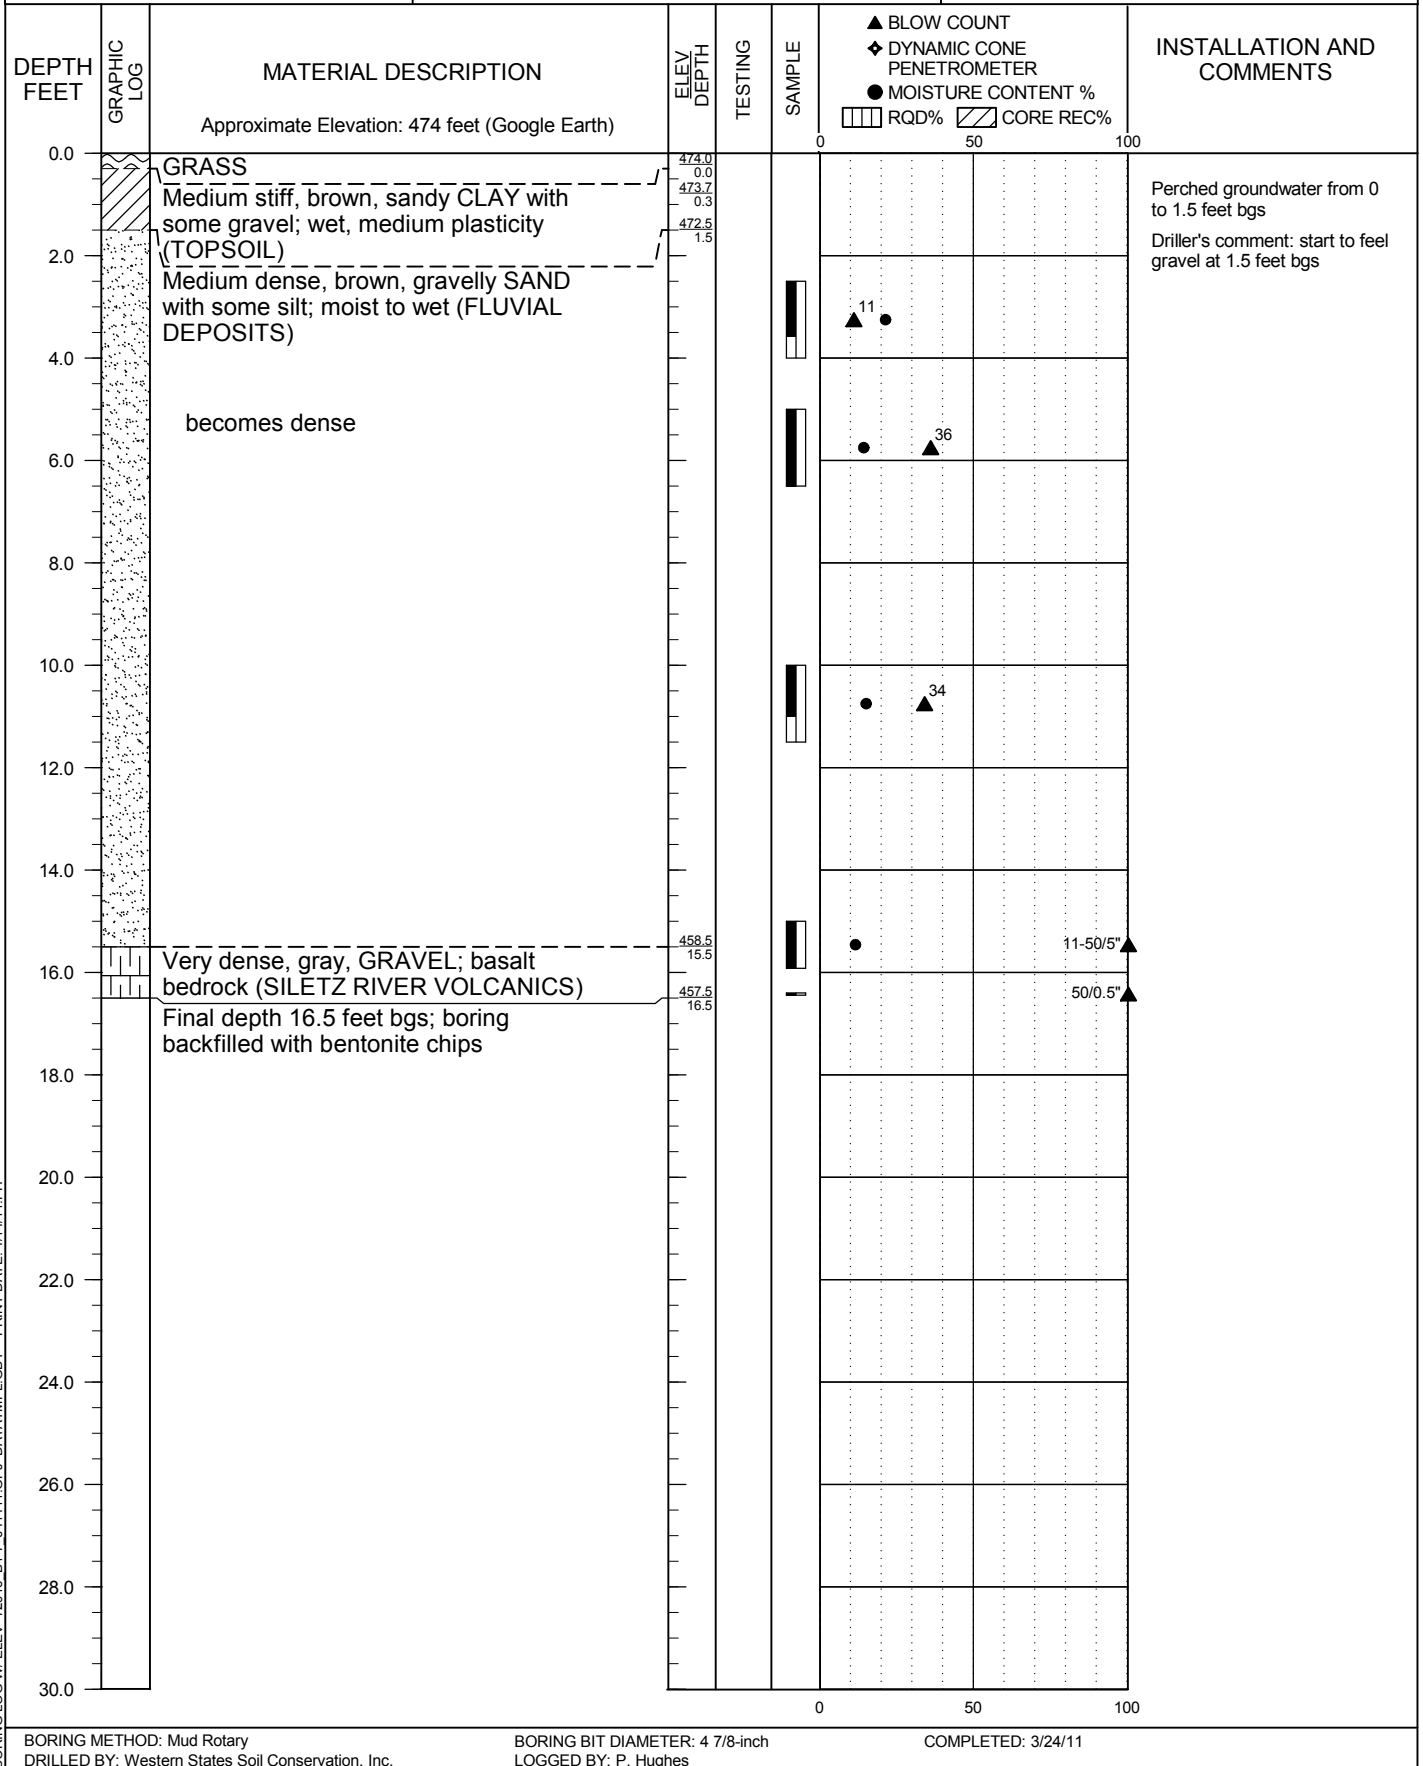 DEPTH FEET
GRAPHIC LOG
MATERIAL DESCRIPTION
Approximate Elevation: 474 feet (Google Earth)
ELEV DEPTH
TESTING
SAMPLE
▲ BLOW COUNT
DYNAMIC CONE
PENETROMETER
● MOISTURE CONTENT %
RQD% CORE REC%
0 50 100
INSTALLATION AND
COMMENTS
0.0
GRASS
474.0
0.0
473.7
0.3
Medium stiff, brown, sandy CLAY with
some gravel; wet, medium plasticity
(TOPSOIL)
472.5
1.5
Perched groundwater from 0
to 1.5 feet bgs
Driller's comment: start to feel
gravel at 1.5 feet bgs
2.0
Medium dense, brown, gravelly SAND
with some silt; moist to wet (FLUVIAL
DEPOSITS)
11
4.0
becomes dense
36
6.0
8.0
10.0
34
12.0
14.0
458.5
15.5
11-50/5"
Very dense, gray, GRAVEL; basalt
bedrock (SILETZ RIVER VOLCANICS)
16.0
457.5
16.5
50/0.5"
Final depth 16.5 feet bgs; boring
backfilled with bentonite chips
18.0
20.0
22.0
24.0
26.0
28.0
30.0
0 50 100
BORING METHOD: Mud Rotary
BORING BIT DIAMETER: 4 7/8-inch
COMPLETED: 3/24/11
DRILLED BY: Western States Soil Conservation, Inc.
LOGGED BY: P. Hughes